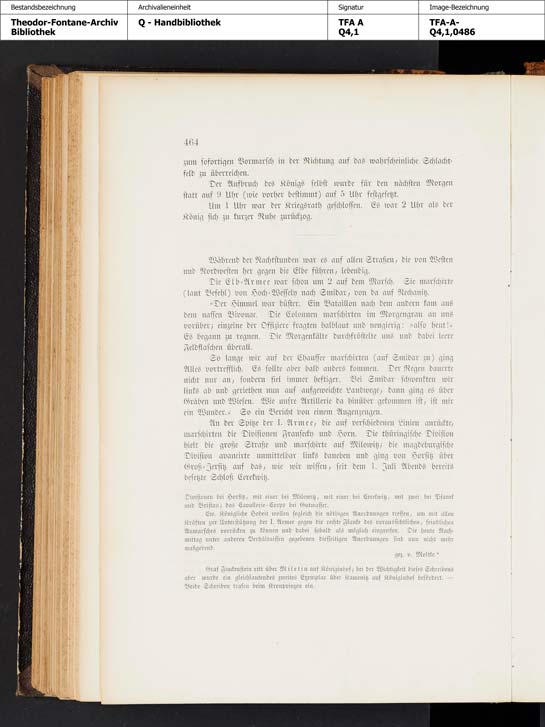 Bestandsbezeichnung Archivalieneinheit Signatur Image-Bezeichnung
Theodor-Fontane-Archiv Q - Handbibliothek TFA A TFA-A-
Bibliothek Q4,1 Q4,1,0486
464
zum sofortigen Vormarsch in der Richtung auf das wahrscheinliche Schlacht-
feld zu überreichen.
Der Aufbruch des Königs selbst wurde für den nächsten Morgen
statt auf 9 Uhr (wie vorher bestimmt) auf 5 Uhr festgesetzt.
Um 1 Uhr war der Kriegsrath geschlossen. Es war 2 Uhr als der
König sich zu kurzer Ruhe zurückzog.
Während der Nachtstunden war es auf allen Straßen, die von Westen
und Nordwesten her gegen die Elbe führen, lebendig.
Die Elb-Armee war schon um 2 auf dem Marsch. Sie marschirte
(laut Befehl) von Hoch-Wessely nach Smidar, von da auf Nechanitz.
»Der Himmel war düster. Ein Bataillon nach dem andern kam aus
dem nassen Bivouac. Die Colonnen marschirten im Morgengrau an uns
vorüber; einzelne der Offiziere fragten halblaut und neugierig: »also heut!«
Es begann zu regnen. Die Morgenkälte durchfröstelte uns und dabei leere
Feldflaschen überall.
So lange wir auf der Chaussee marschirten (auf Smidar zu) ging
Alles vortrefflich. Es sollte aber bald anders kommen. Der Regen dauerte
nicht nur an, sondern fiel immer heftiger. Bei Smidar schwenkten wir
links ab und geriethen nun auf aufgeweichte Landwege; dann ging es über
Gräben und Wiesen. Wie unsre Artillerie da hinüber gekommen ist, ist mir
ein Wunder.« So ein Bericht von einem Augenzeugen.
An der Spitze der I. Armee, die auf verschiedenen Linien anrückte,
marschirten die Divisionen Fransecky und Horn. Die thüringische Division
hielt die große Straße und marschirte auf Milowitz; die magdeburgische
Division avancirte unmittelbar links daneben und ging von Horsitz über
Groß-Jeritz auf das, wie wir wissen, seit dem 1. Juli Abends bereits
besetzte Schloß Cerekwitz.
Divisionen bei Horsitz, mit einer bei Milowitz, mit einer bei Cerekwitz, mit zwei bei Pšanek
und Bristan; das Cavallerie-Corps bei Gutwasser.
Ew. Königliche Hoheit wollen sogleich die nöthigen Anordnungen treffen, um mit allen
Kräften zur Unterstützung der I. Armee gegen die rechte Flanke des voraussichtlichen, feindlichen
Anmarsches vorrücken zu können und dabei sobald als möglich eingreifen. Die heute Nach-
mittag unter anderen Verhältnissen gegebenen diesseitigen Anordnungen sind nun nicht mehr
maßgebend.
gez. v. Moltke.«
Graf Finckenstein ritt über Miletin auf Königinhof; bei der Wichtigkeit dieses Schreibens
aber wurde ein gleichlautendes zweites Exemplar über Kamenitz auf Königinhof befördert. —
Beide Schreiben trafen beim Kronprinzen ein.